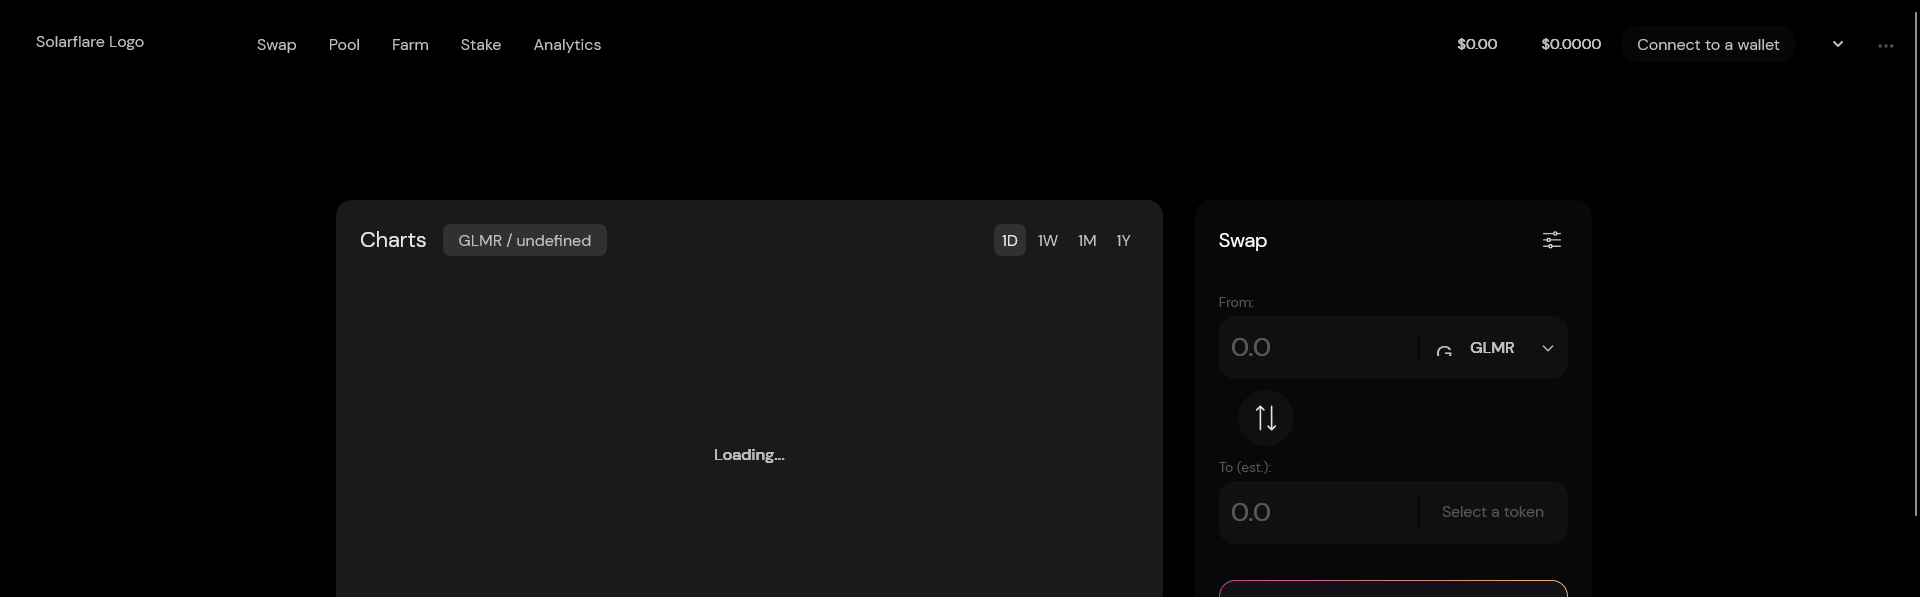 Solarflare Logo
Swap Pool Farm Stake Analytics
$0.00 $0.0000 Connect to a wallet
Charts GLMR / undefined 1D 1W 1M 1Y
Loading...
Swap
From:
0.0 GLMR
To (est.):
0.0 Select a token